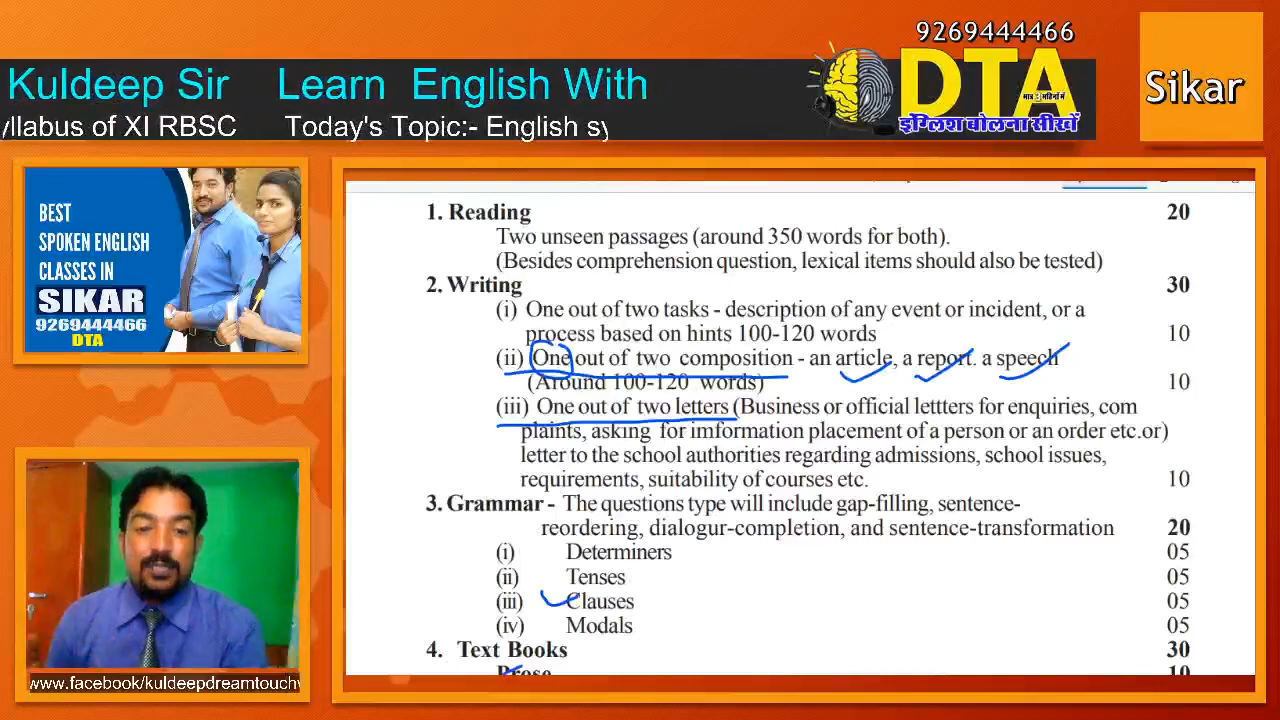 9269444466
Kuldeep Sir Learn English With
yllabus of XI RBSC Today's Topic:- English sy
DTA
मात्र 3 महिनों में
इंग्लिश बोलना सीखें
Sikar
BEST
SPOKEN ENGLISH
CLASSES IN
SIKAR
9269444466
DTA
www.facebook/kuldeepdreamtouchv
1. Reading 20
Two unseen passages (around 350 words for both).
(Besides comprehension question, lexical items should also be tested)
2. Writing 30
(i) One out of two tasks - description of any event or incident, or a
process based on hints 100-120 words 10
(ii) One out of two composition - an article, a report. a speech
(Around 100-120 words) 10
(iii) One out of two letters (Business or official lettters for enquiries, com
plaints, asking for imformation placement of a person or an order etc.or)
letter to the school authorities regarding admissions, school issues,
requirements, suitability of courses etc. 10
3. Grammar - The questions type will include gap-filling, sentence-
reordering, dialogur-completion, and sentence-transformation 20
(i) Determiners 05
(ii) Tenses 05
(iii) Clauses 05
(iv) Modals 05
4. Text Books 30
Prose 10